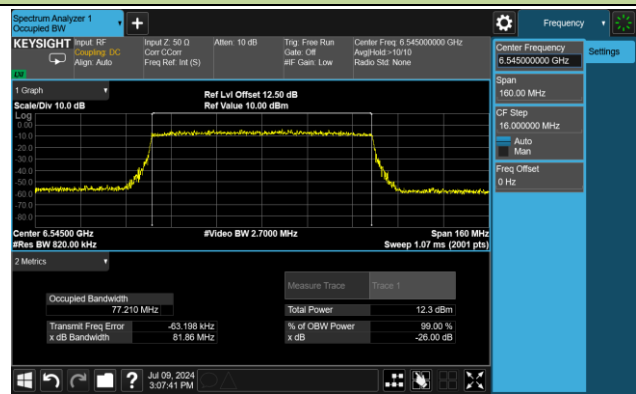 Spectrum Analyzer 1
Occupied BW
Frequency
KEYSIGHT
Input: RF
Coupling: DC
Align: Auto
Input Z: 50 Ω
Corr CCorr
Freq Ref: Int (S)
Atten: 10 dB
Trig: Free Run
Gate: Off
#IF Gain: Low
Center Freq: 6.545000000 GHz
Avg|Hold:>10/10
Radio Std: None
Center Frequency
6.545000000 GHz
Settings
Span
160.00 MHz
CF Step
16.000000 MHz
Auto
Man
Freq Offset
0 Hz
1 Graph
Scale/Div 10.0 dB
Ref Lvl Offset 12.50 dB
Ref Value 10.00 dBm
Log
0.00
-10.0
-20.0
-30.0
-40.0
-50.0
-60.0
-70.0
-80.0
Center 6.54500 GHz
#Res BW 820.00 kHz
#Video BW 2.7000 MHz
Span 160 MHz
Sweep 1.07 ms (2001 pts)
2 Metrics
Measure Trace
Trace 1
Occupied Bandwidth
77.210 MHz
Total Power
12.3 dBm
Transmit Freq Error
-63.198 kHz
% of OBW Power
99.00 %
x dB Bandwidth
81.86 MHz
x dB
-26.00 dB
?
Jul 09, 2024
3:07:41 PM